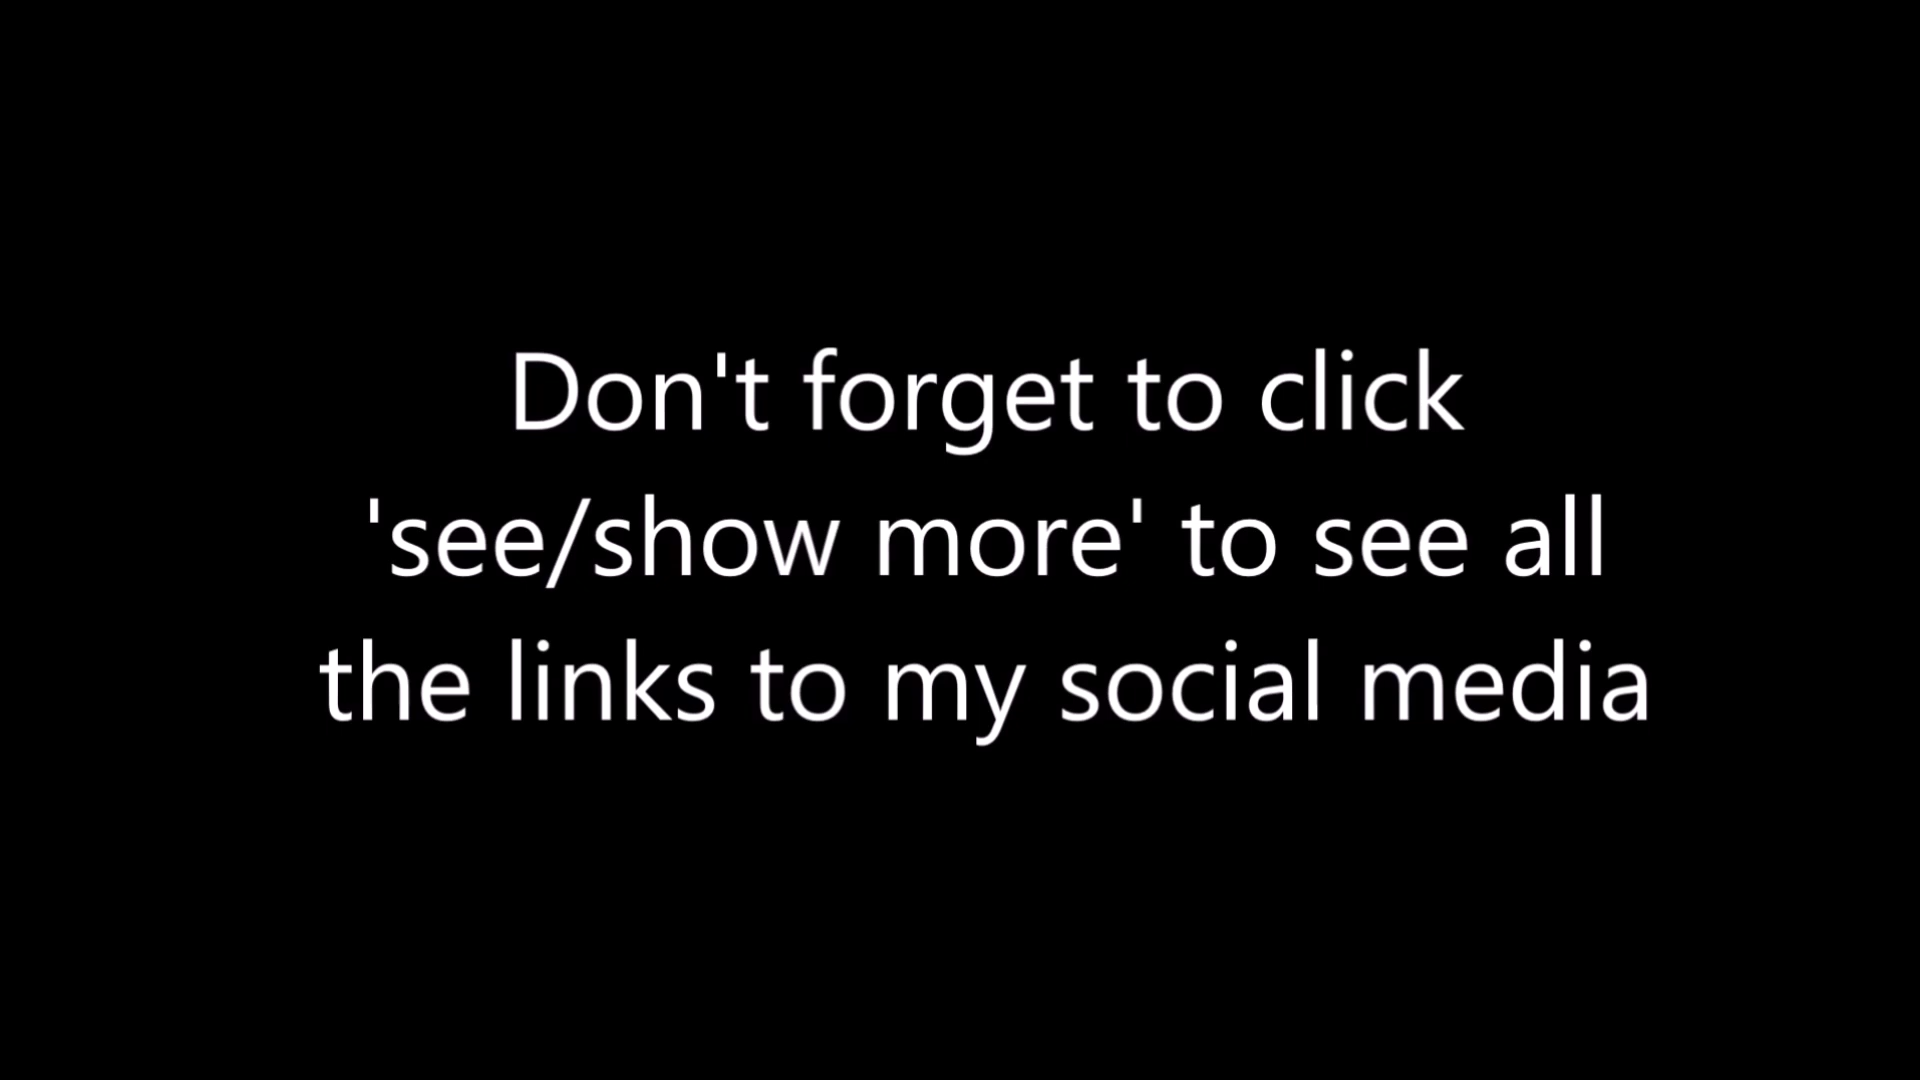 Don't forget to click
'see/show more' to see all
the links to my social media